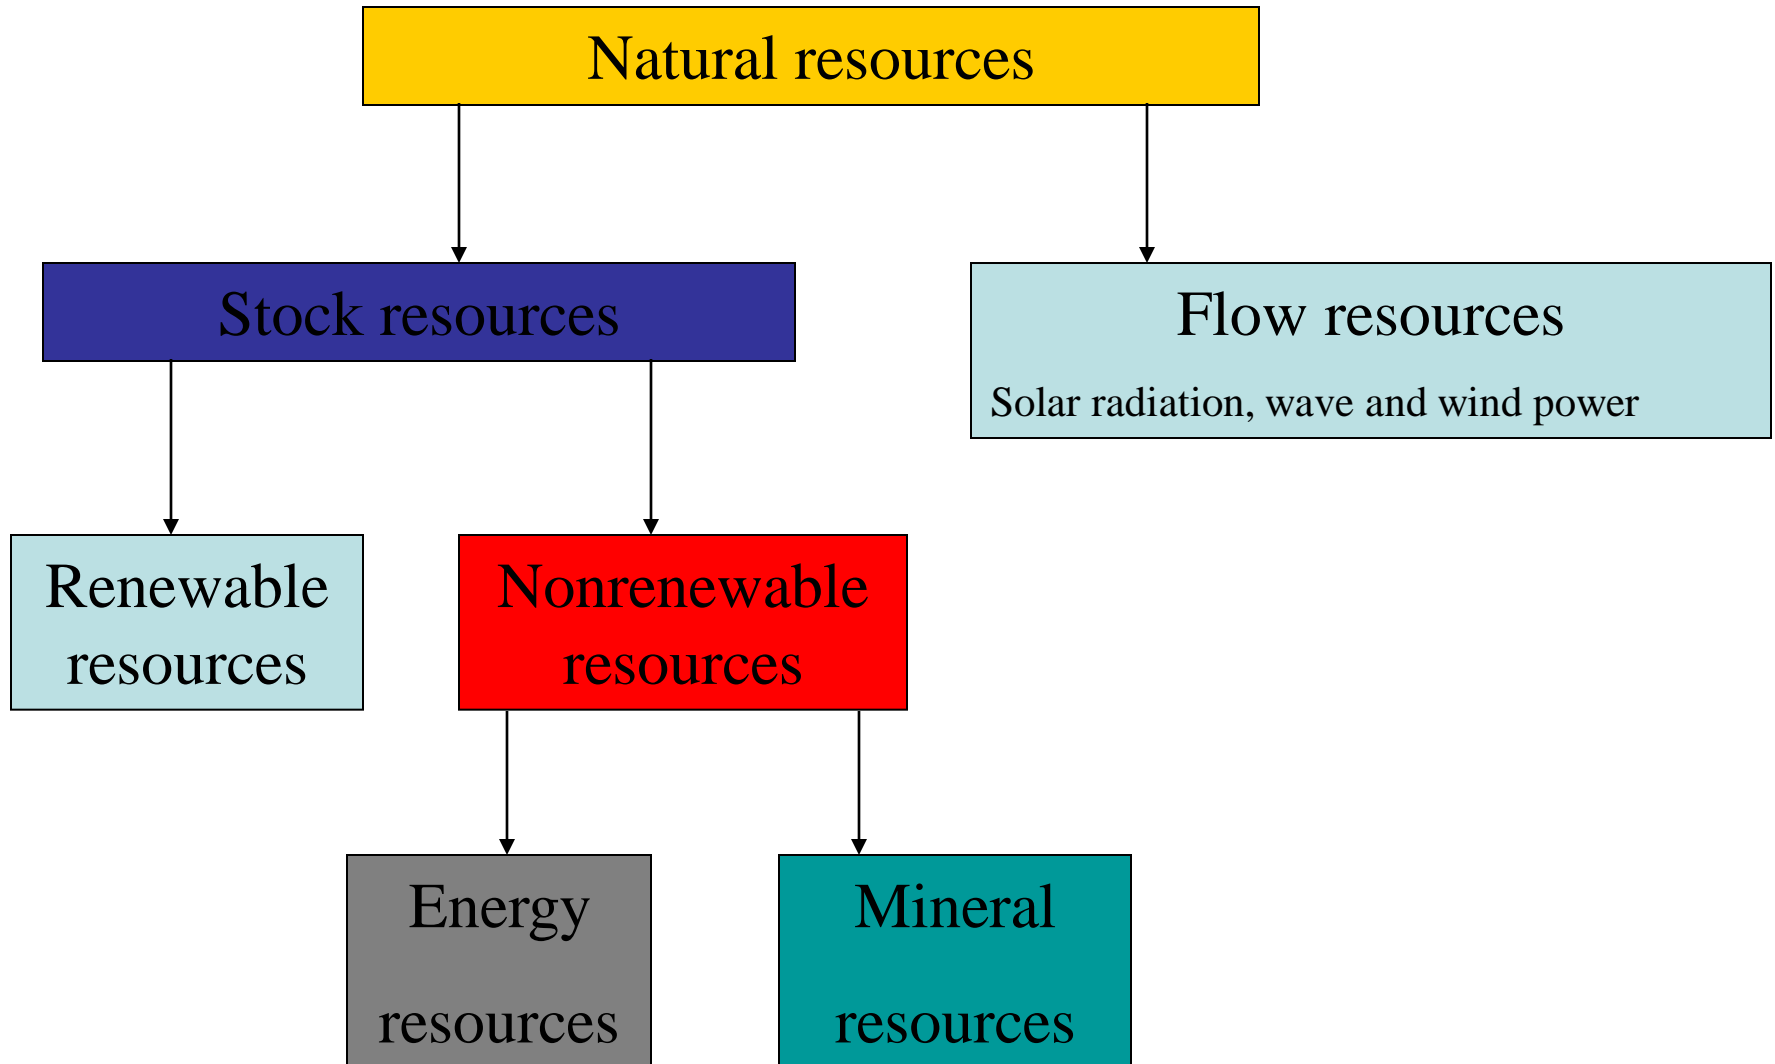 Natural resources
Stock resources
Flow resources
Solar radiation, wave and wind power
Renewable
resources
Nonrenewable
resources
Energy
resources
Mineral
resources